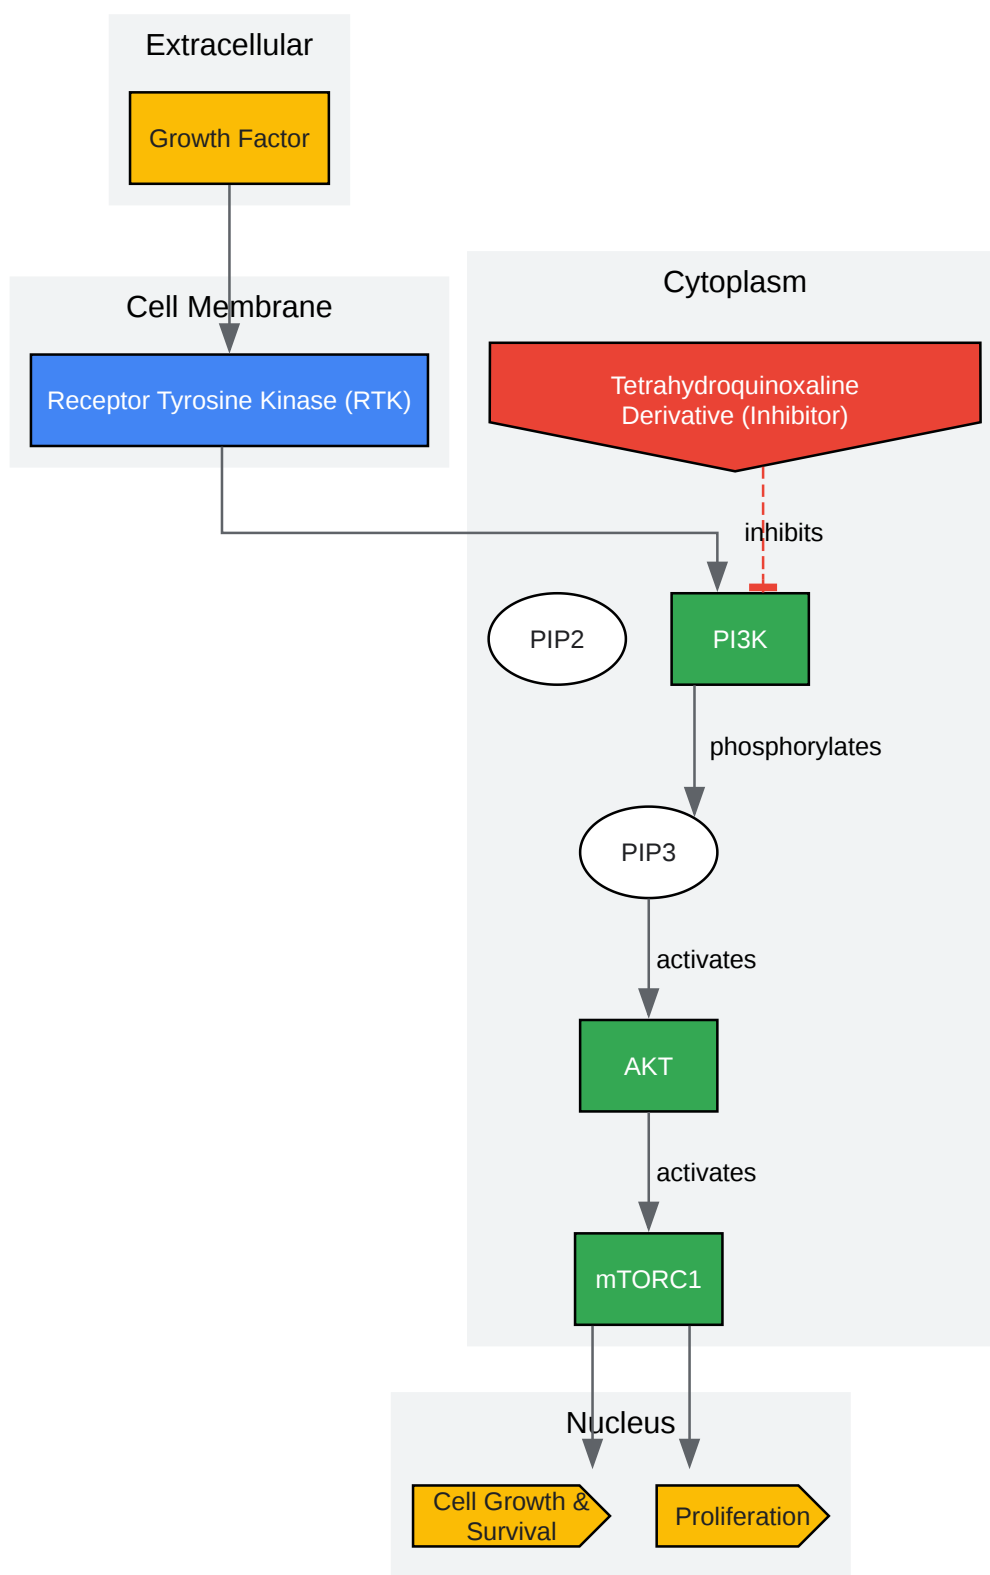 Extracellular
Growth Factor
Cell Membrane
Receptor Tyrosine Kinase (RTK)
Cytoplasm
Tetrahydroquinoxaline
Derivative (Inhibitor)
inhibits
PIP2
PI3K
phosphorylates
PIP3
activates
AKT
activates
mTORC1
Nucleus
Cell Growth &
Survival
Proliferation